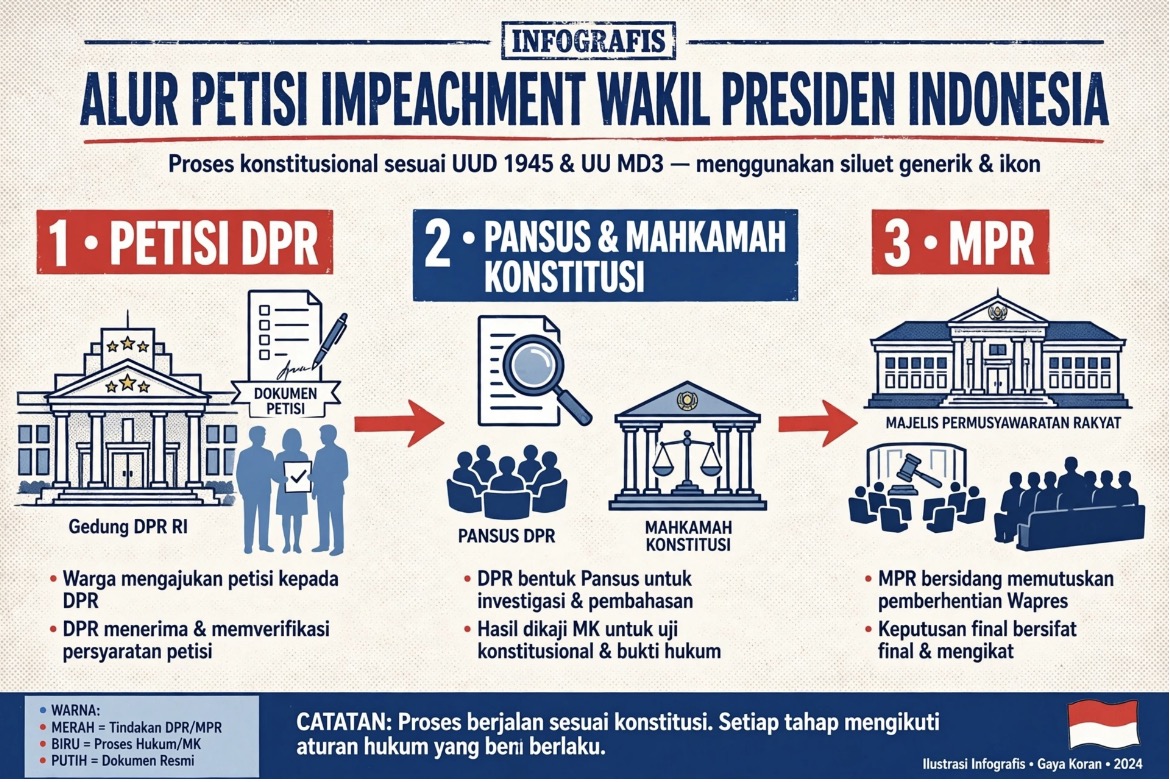 INFOGRAFIS
ALUR PETISI IMPEACHMENT WAKIL PRESIDEN INDONESIA
Proses konstitusional sesuai UUD 1945 & UU MD3 — menggunakan siluet generik & ikon
1 • PETISI DPR
DOKUMEN
PETISI
Gedung DPR RI
• Warga mengajukan petisi kepada
DPR
• DPR menerima & memverifikasi
persyaratan petisi
2 • PANSUS & MAHKAMAH
KONSTITUSI
PANSUS DPR
MAHKAMAH
KONSTITUSI
• DPR bentuk Pansus untuk
investigasi & pembahasan
• Hasil dikaji MK untuk uji
konstitusional & bukti hukum
3 • MPR
MAJELIS PERMUSYAWARATAN RAKYAT
• MPR bersidang memutuskan
pemberhentian Wapres
• Keputusan final bersifat
final & mengikat
• WARNA:
• MERAH = Tindakan DPR/MPR
• BIRU = Proses Hukum/MK
• PUTIH = Dokumen Resmi
CATATAN: Proses berjalan sesuai konstitusi. Setiap tahap mengikuti
aturan hukum yang berlaku.
Ilustrasi Infografis • Gaya Koran • 2024